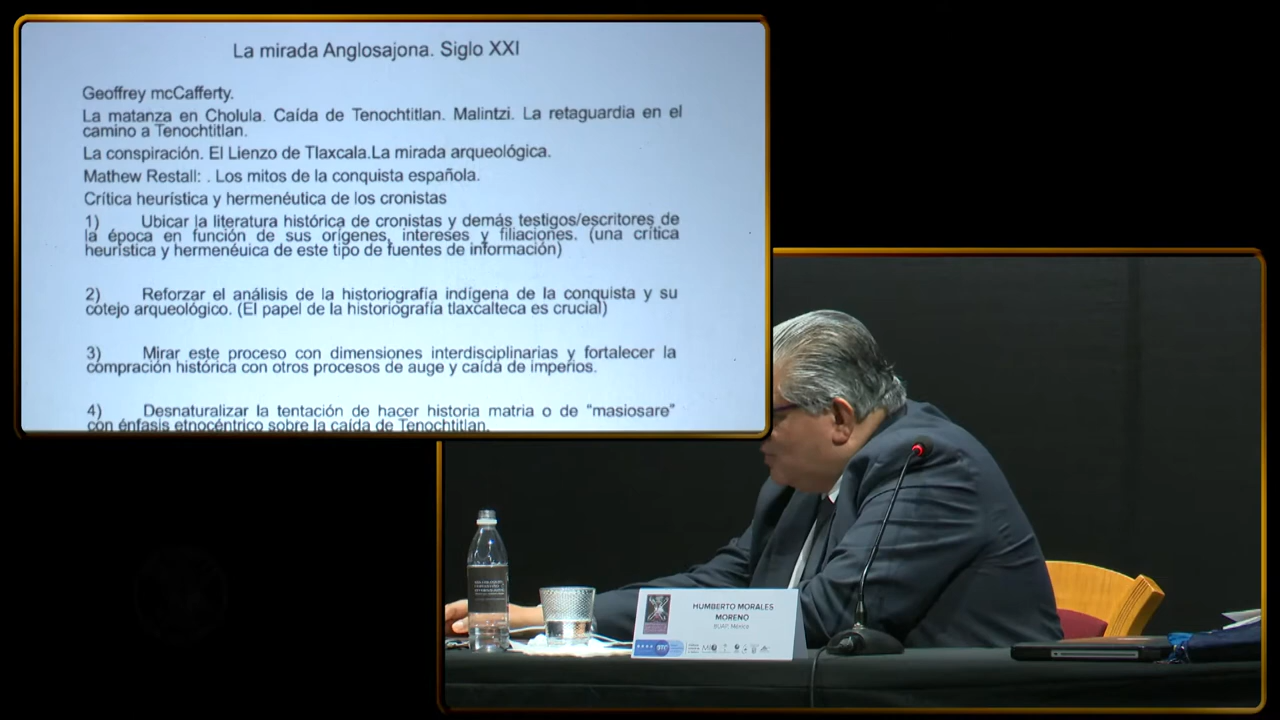 La mirada Anglosajona. Siglo XXI
Geoffrey mcCafferty.
La matanza en Cholula. Caída de Tenochtitlan. Malintzi. La retaguardia en el
camino a Tenochtitlan.
La conspiración. El Lienzo de Tlaxcala.La mirada arqueológica.
Mathew Restall: . Los mitos de la conquista española.
Crítica heurística y hermenéutica de los cronistas
1) Ubicar la literatura histórica de cronistas y demás testigos/escritores de
la época en función de sus orígenes, intereses y filiaciones. (una crítica
heurística y hermenéuica de este tipo de fuentes de información)
2) Reforzar el análisis de la historiografía indígena de la conquista y su
cotejo arqueológico. (El papel de la historiografía tlaxcalteca es crucial)
3) Mirar este proceso con dimensiones interdisciplinarias y fortalecer la
compración histórica con otros procesos de auge y caída de imperios.
4) Desnaturalizar la tentación de hacer historia matria o de "masiosare"
con énfasis etnocéntrico sobre la caída de Tenochtitlan.
HUMBERTO MORALES
MORENO
BUAP, México